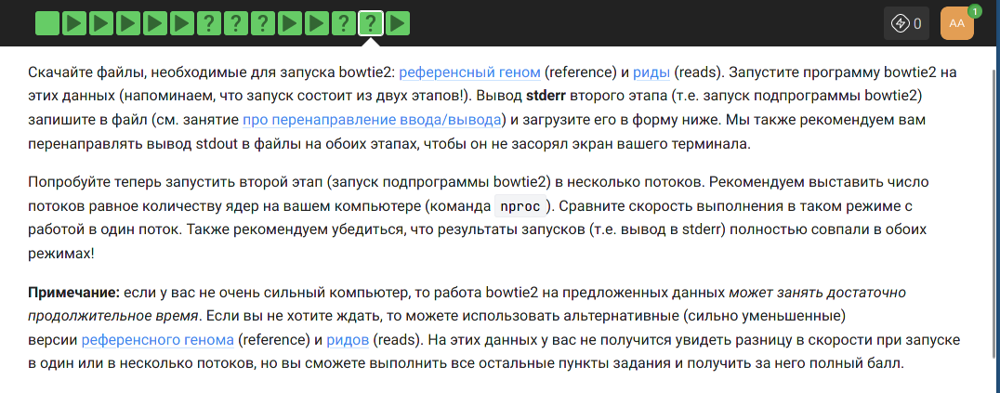 ? ? ? ? ? 0 AA 1
Скачайте файлы, необходимые для запуска bowtie2: референсный геном (reference) и риды (reads). Запустите программу bowtie2 на
этих данных (напоминаем, что запуск состоит из двух этапов!). Вывод stderr второго этапа (т.е. запуск подпрограммы bowtie2)
запишите в файл (см. занятие про перенаправление ввода/вывода) и загрузите его в форму ниже. Мы также рекомендуем вам
перенаправлять вывод stdout в файлы на обоих этапах, чтобы он не засорял экран вашего терминала.
Попробуйте теперь запустить второй этап (запуск подпрограммы bowtie2) в несколько потоков. Рекомендуем выставить число
потоков равное количеству ядер на вашем компьютере (команда nproc ). Сравните скорость выполнения в таком режиме с
работой в один поток. Также рекомендуем убедиться, что результаты запусков (т.е. вывод в stderr) полностью совпали в обоих
режимах!
Примечание: если у вас не очень сильный компьютер, то работа bowtie2 на предложенных данных может занять достаточно
продолжительное время. Если вы не хотите ждать, то можете использовать альтернативные (сильно уменьшенные)
версии референсного генома (reference) и ридов (reads). На этих данных у вас не получится увидеть разницу в скорости при запуске
в один или в несколько потоков, но вы сможете выполнить все остальные пункты задания и получить за него полный балл.